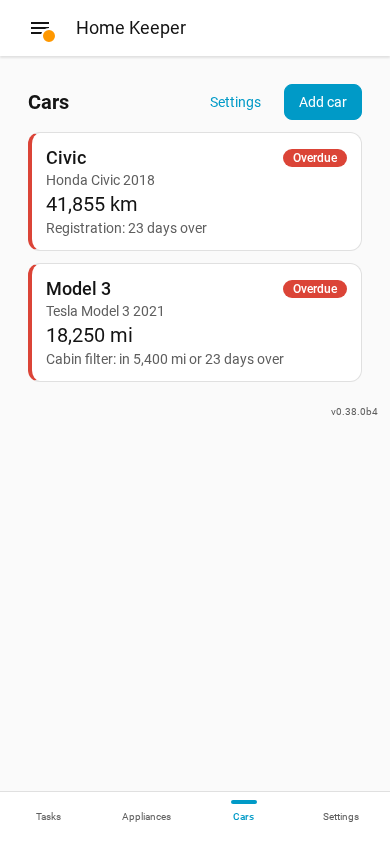 Home Keeper
Cars
Settings
Add car
Civic
Overdue
Honda Civic 2018
41,855 km
Registration: 23 days over
Model 3
Overdue
Tesla Model 3 2021
18,250 mi
Cabin filter: in 5,400 mi or 23 days over
v0.38.0b4
Tasks
Appliances
Cars
Settings